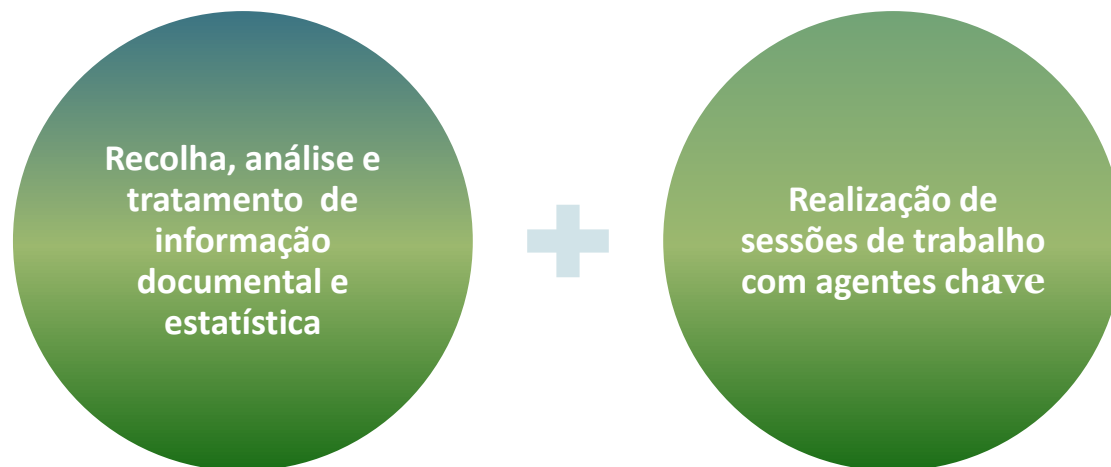 Recolha, análise e
tratamento  de
informação
documental e
estatística
Realização de
sessões de trabalho
com agentes chave